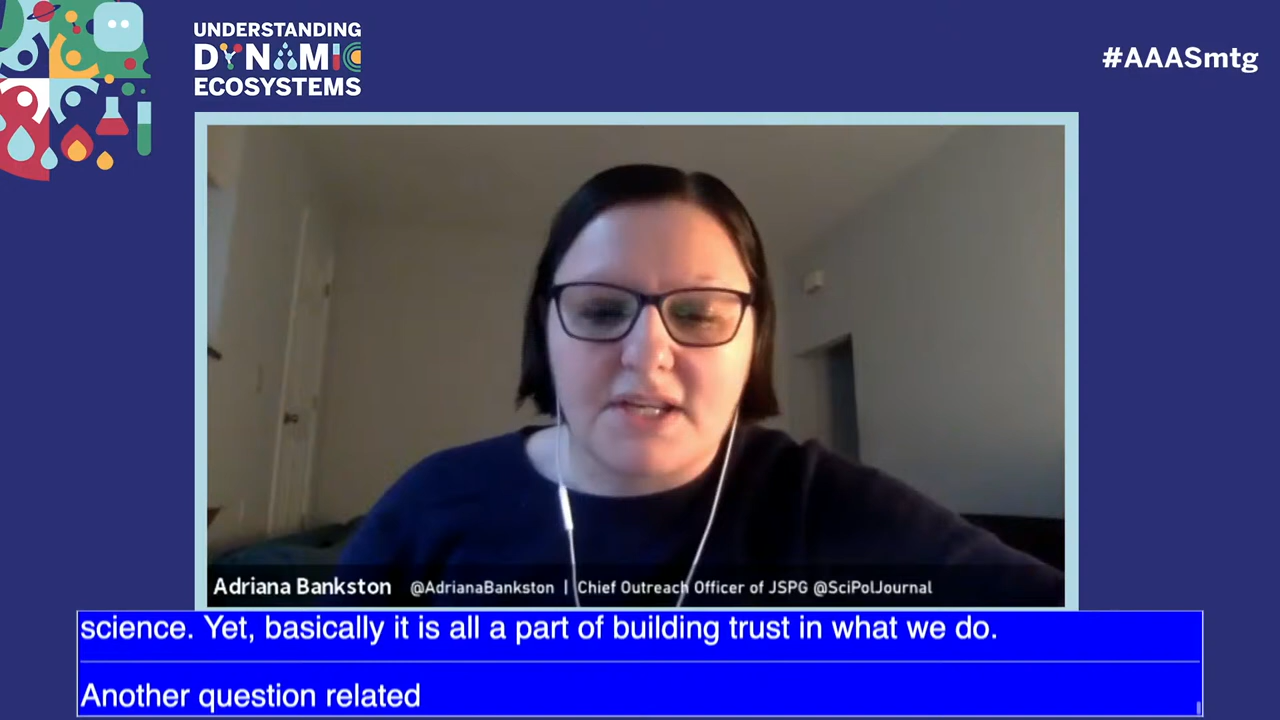 UNDERSTANDING
DYNAMIC
ECOSYSTEMS
#AAASmtg
Adriana Bankston @AdrianaBankston | Chief Outreach Officer of JSPG @SciPolJournal
science. Yet, basically it is all a part of building trust in what we do.
Another question related